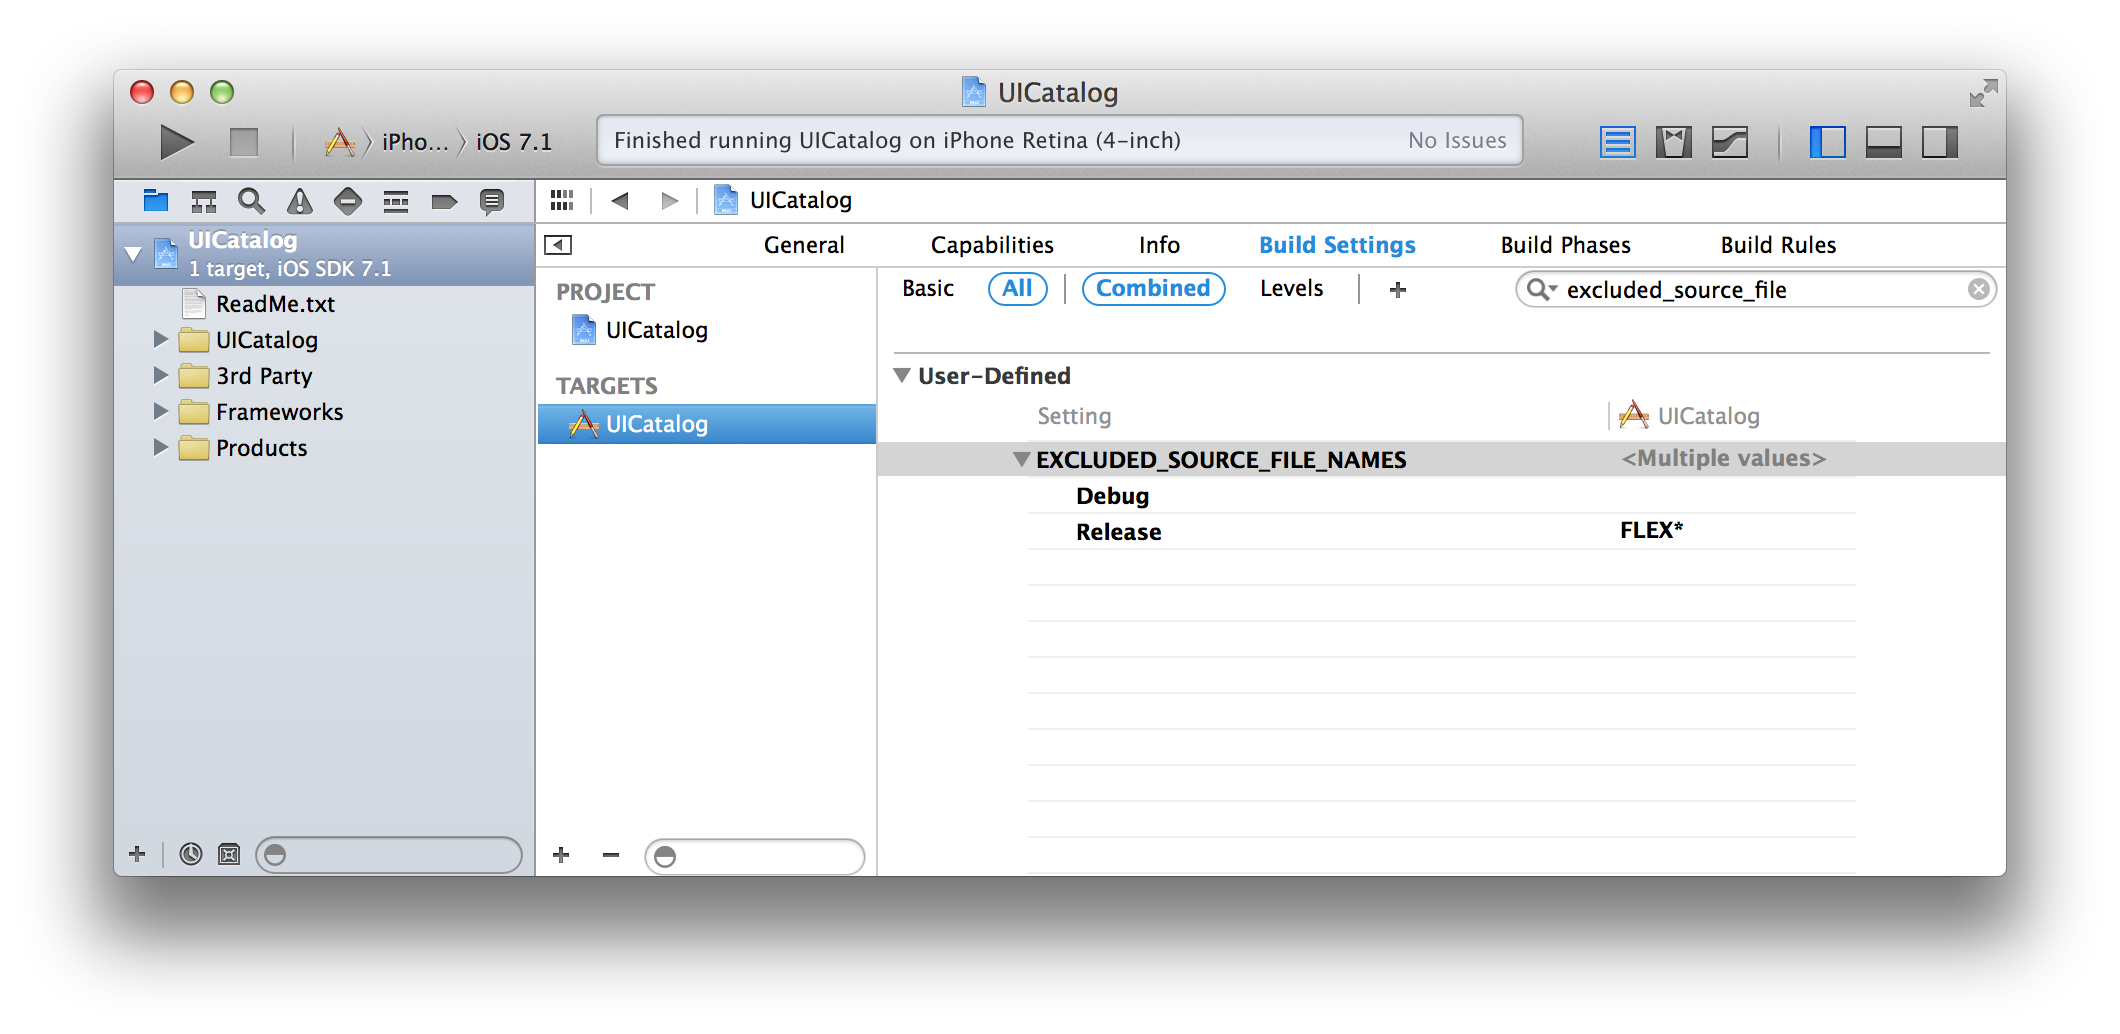 UICatalog
iPho... iOS 7.1
Finished running UICatalog on iPhone Retina (4-inch) No Issues
UICatalog
UICatalog
1 target, iOS SDK 7.1
ReadMe.txt
UICatalog
3rd Party
Frameworks
Products
General Capabilities Info Build Settings Build Phases Build Rules
PROJECT
UICatalog
TARGETS
UICatalog
Basic All Combined Levels + excluded_source_file
User-Defined
Setting UICatalog
EXCLUDED_SOURCE_FILE_NAMES <Multiple values>
Debug
Release FLEX*